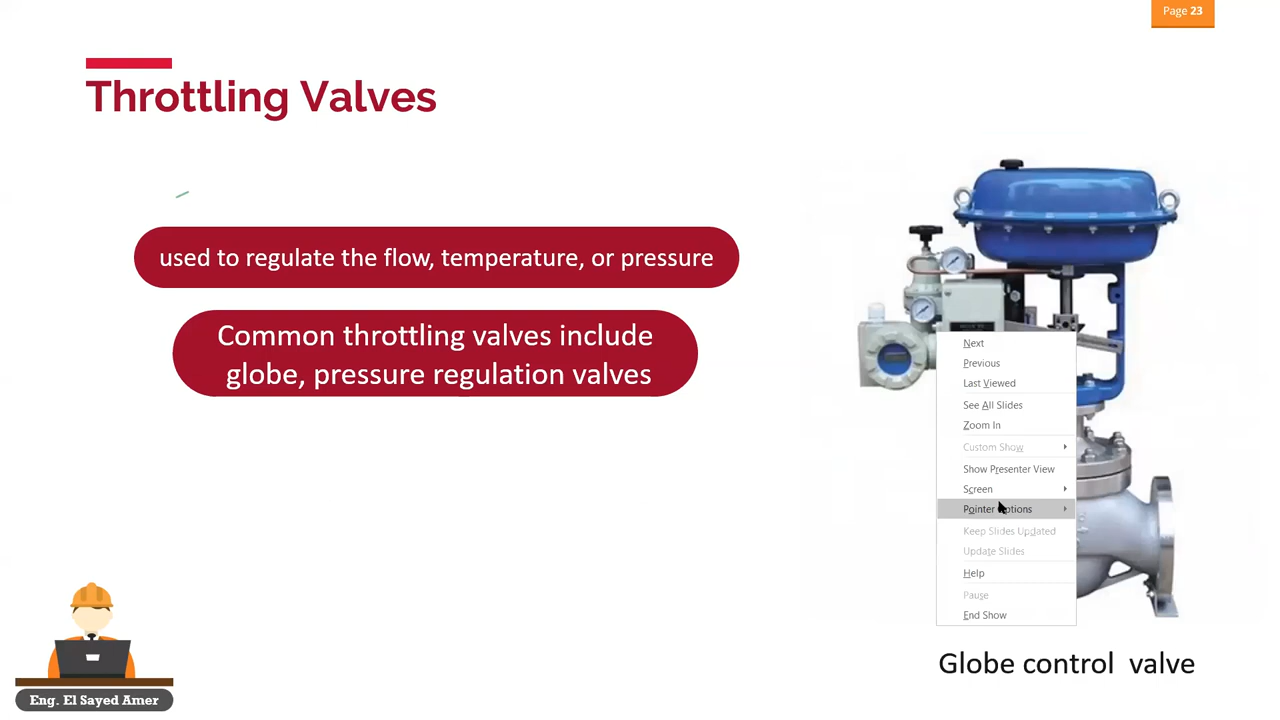 Page 23
Throttling Valves
used to regulate the flow, temperature, or pressure
Common throttling valves include
globe, pressure regulation valves
Next
Previous
Last Viewed
See All Slides
Zoom In
Custom Show
Show Presenter View
Screen
Pointer Options
Keep Slides Updated
Update Slides
Help
Pause
End Show
Globe control valve
Eng. El Sayed Amer